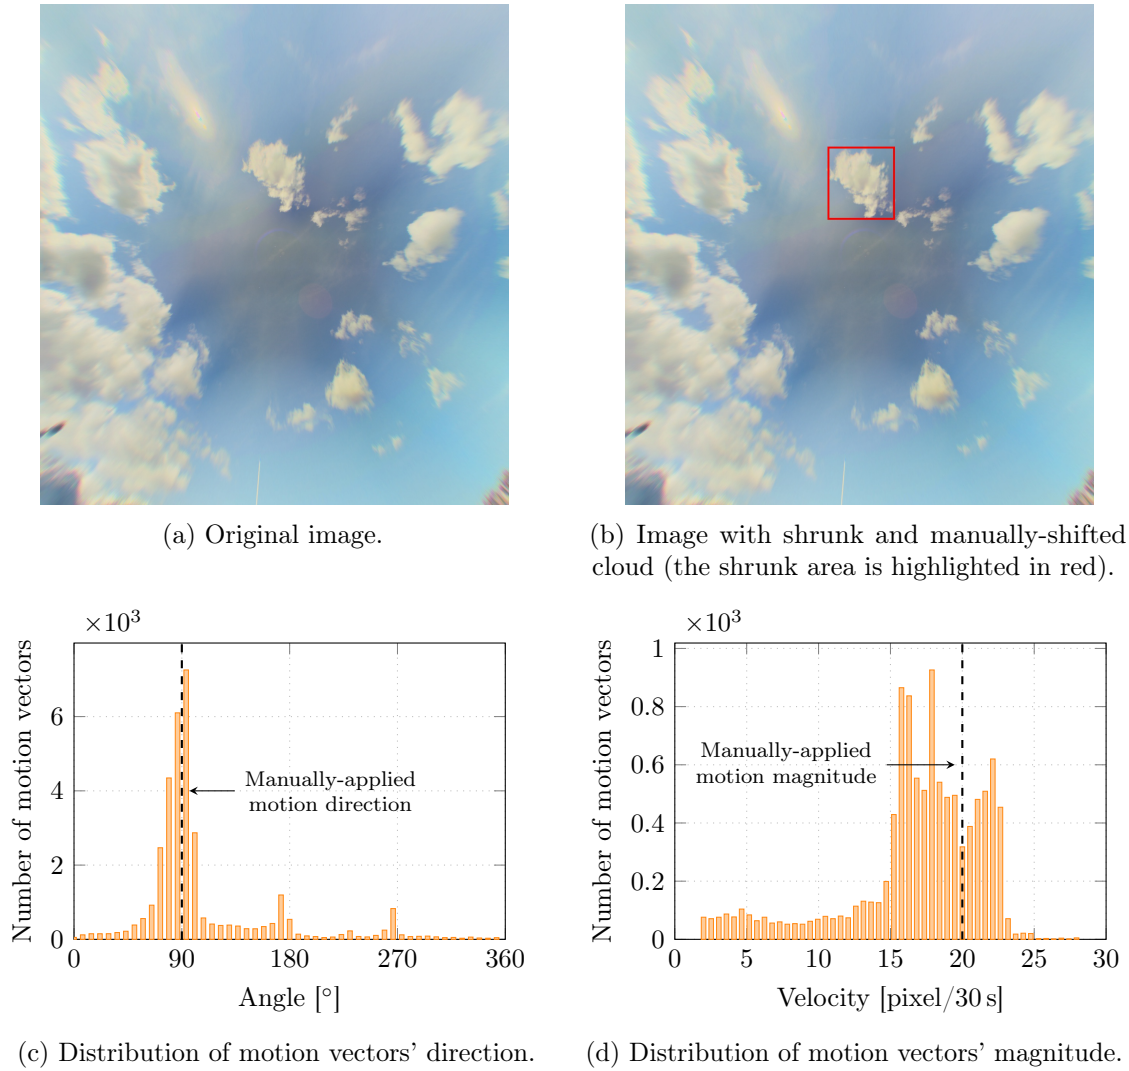 (a) Original image.
(b) Image with shrunk and manually-shifted
cloud (the shrunk area is highlighted in red).
×10³
Number of motion vectors
6
4
2
0
Manually-applied
motion direction
0 90 180 270 360
Angle [°]
(c) Distribution of motion vectors' direction.
×10³
Number of motion vectors
1
0.8
0.6
0.4
0.2
0
Manually-applied
motion magnitude
0 5 10 15 20 25 30
Velocity [pixel/30 s]
(d) Distribution of motion vectors' magnitude.